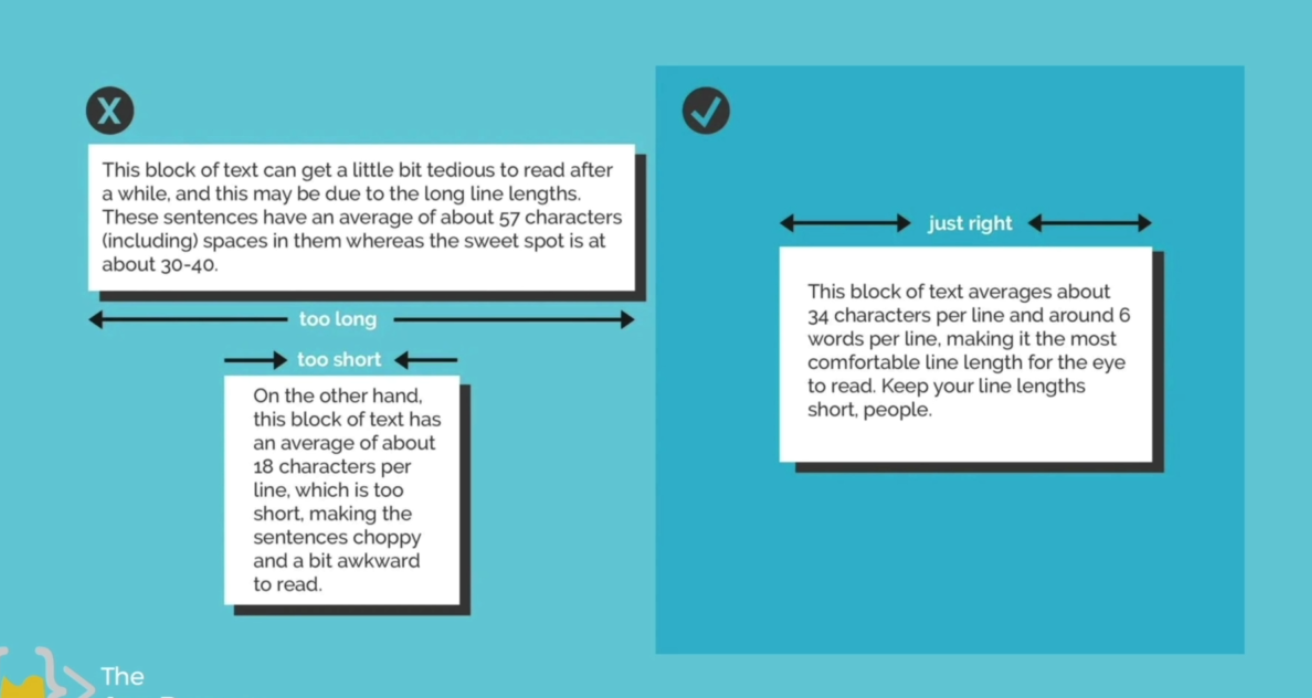 X
This block of text can get a little bit tedious to read after
a while, and this may be due to the long line lengths.
These sentences have an average of about 57 characters
(including) spaces in them whereas the sweet spot is at
about 30-40.
too long
too short
On the other hand,
this block of text has
an average of about
18 characters per
line, which is too
short, making the
sentences choppy
and a bit awkward
to read.
just right
This block of text averages about
34 characters per line and around 6
words per line, making it the most
comfortable line length for the eye
to read. Keep your line lengths
short, people.
The